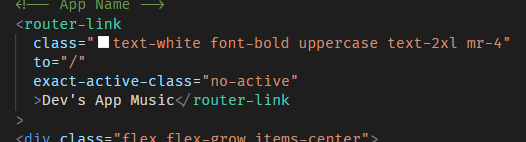 <!-- App Name -->
<router-link
class="text-white font-bold uppercase text-2xl mr-4"
to="/"
exact-active-class="no-active"
>Dev's App Music</router-link
>
<div class="flex flex-grow items-center">